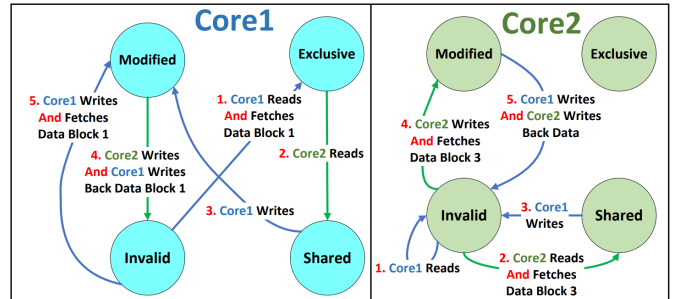 Core1
Modified
Exclusive
5. Core1 Writes
And Fetches
Data Block 1
1. Core1 Reads
And Fetches
Data Block 1
4. Core2 Writes
And Core1 Writes
Back Data Block 1
2. Core2 Reads
3. Core1 Writes
Invalid
Shared
Core2
Modified
Exclusive
4. Core2 Writes
And Fetches
Data Block 3
5. Core1 Writes
And Core2 Writes
Back Data
Invalid
3. Core1
Writes
Shared
1. Core1 Reads
2. Core2 Reads
And Fetches
Data Block 3